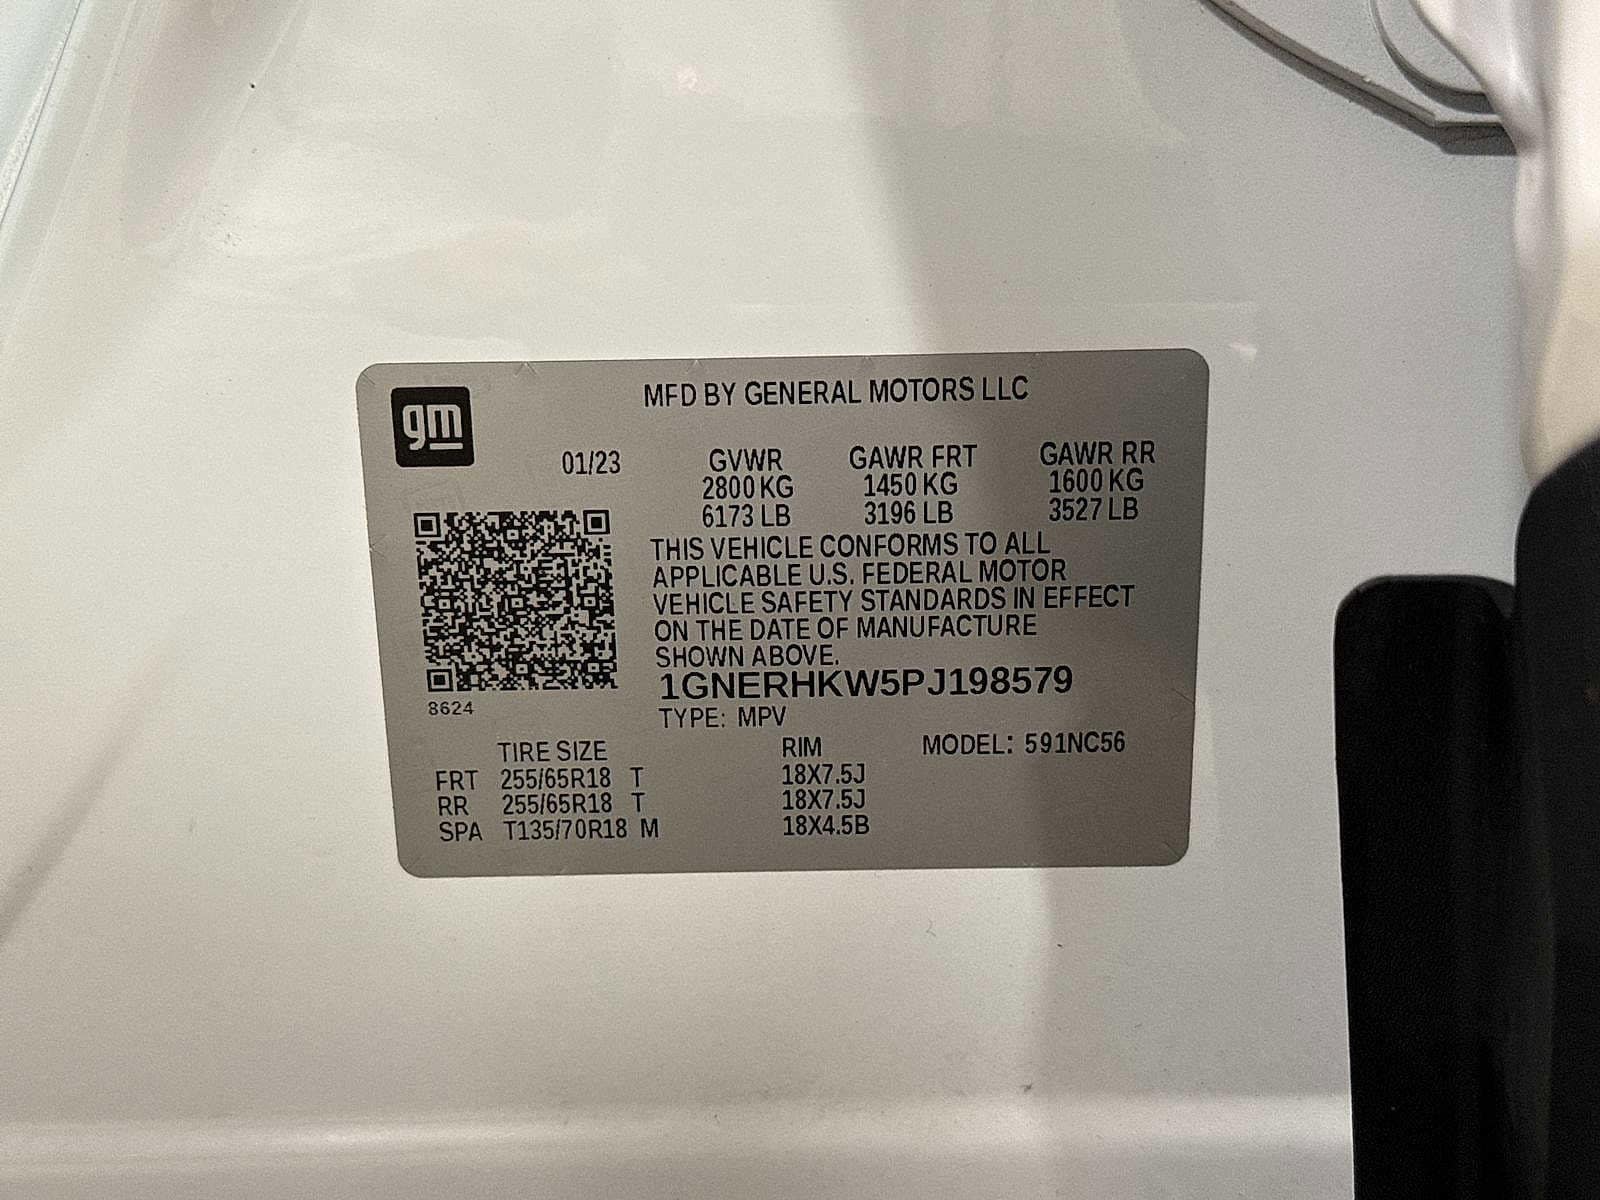 gm
MFD BY GENERAL MOTORS LLC
01/23 GVWR GAWR FRT GAWR RR
2800 KG 1450 KG 1600 KG
6173 LB 3196 LB 3527 LB
THIS VEHICLE CONFORMS TO ALL
APPLICABLE U.S. FEDERAL MOTOR
VEHICLE SAFETY STANDARDS IN EFFECT
ON THE DATE OF MANUFACTURE
SHOWN ABOVE.
1GNERHKW5PJ198579
8624
TYPE: MPV
TIRE SIZE RIM MODEL: 591NC56
FRT 255/65R18 T 18X7.5J
RR 255/65R18 T 18X7.5J
SPA T135/70R18 M 18X4.5B